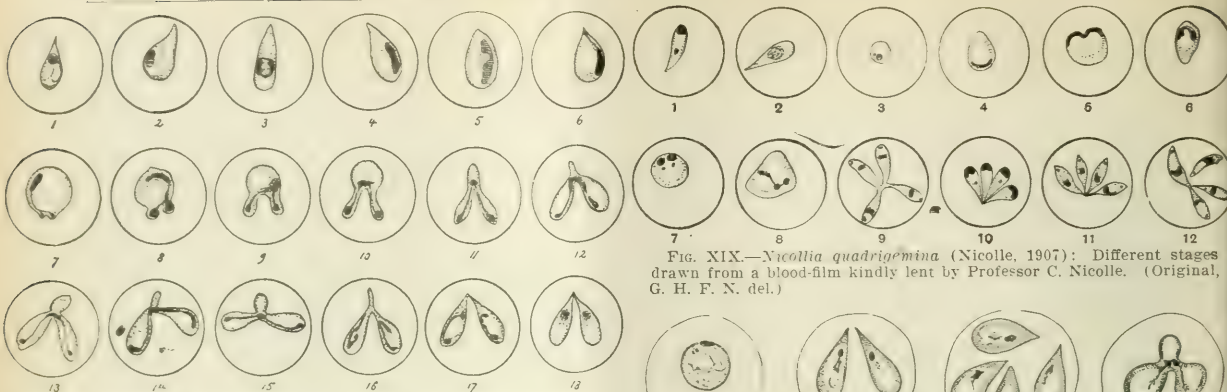 1 2 3 4 5 6
7 8 9 10 11 12
13 14 15 16 17 18
1 2 3 4 5 6
7 8 9 10 11 12
FIG. XIX.—Nicollia quadrigemina (Nicolle, 1907): Different stages
drawn from a blood-film kindly lent by Professor C. Nicolle. (Original,
G. H. F. N. del.)